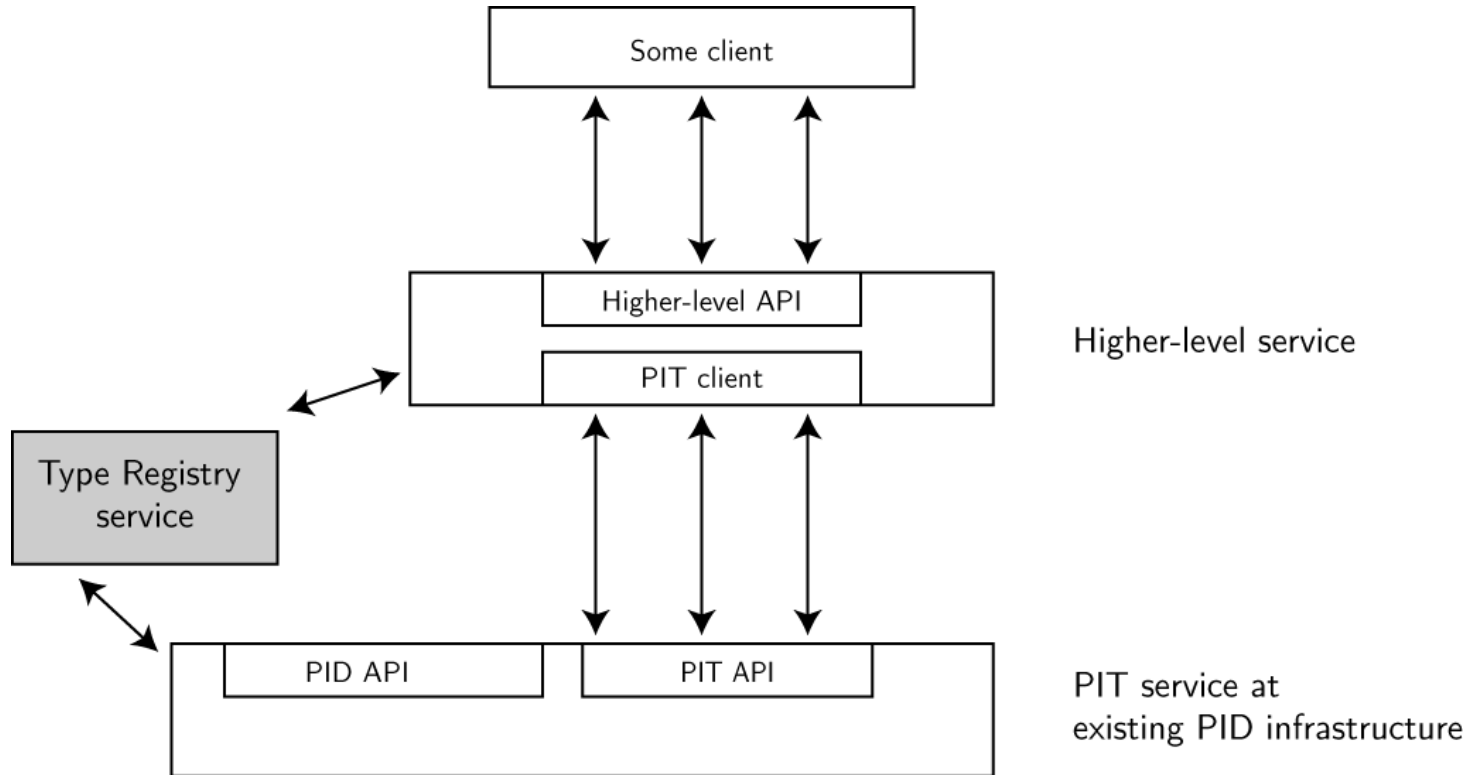 Some client
Higher-level API
PIT client
Higher-level service
Type Registry
service
PID API
PIT API
PIT service at
existing PID infrastructure